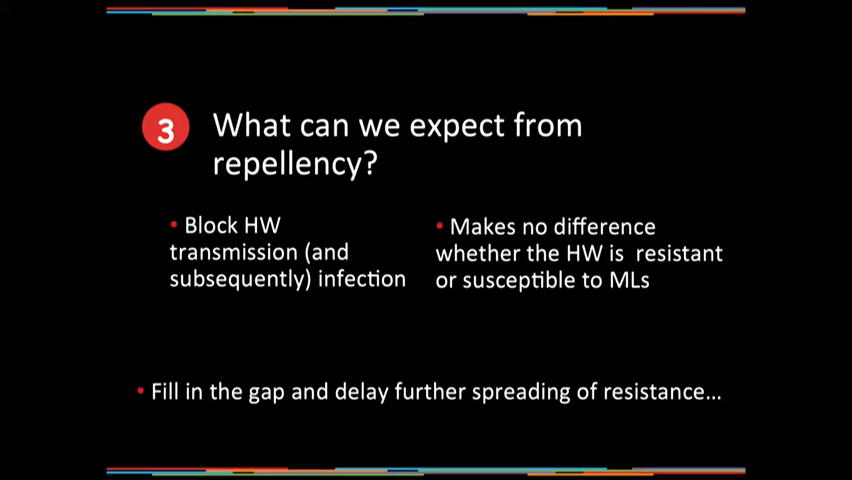 3
What can we expect from
repellency?
• Block HW
transmission (and
subsequently) infection
• Makes no difference
whether the HW is resistant
or susceptible to MLs
• Fill in the gap and delay further spreading of resistance...